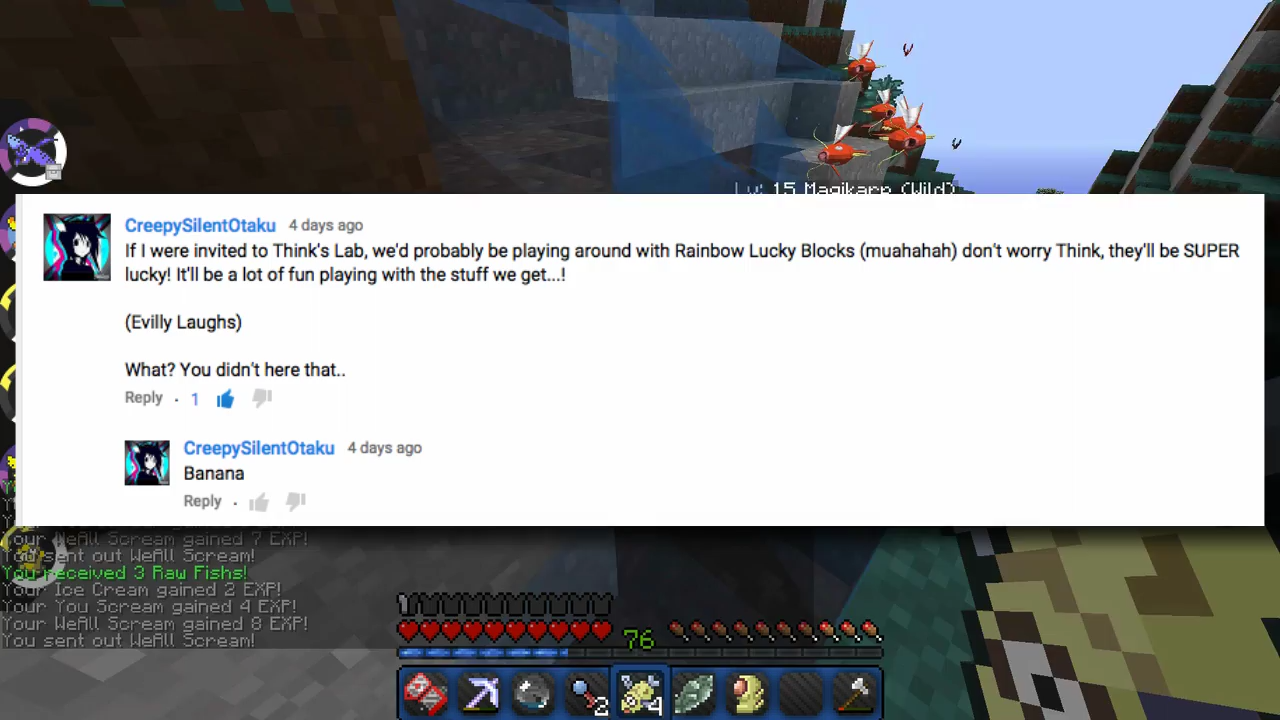 Lv: 15 Magikarp (Wild)
CreepySilentOtaku 4 days ago
If I were invited to Think's Lab, we'd probably be playing around with Rainbow Lucky Blocks (muahahah) don't worry Think, they'll be SUPER
lucky! It'll be a lot of fun playing with the stuff we get...!
(Evilly Laughs)
What? You didn't here that..
Reply · 1
CreepySilentOtaku 4 days ago
Banana
Reply ·
Your WeAll Scream gained 7 EXP!
You sent out WeAll Scream!
You received 3 Raw Fishs!
Your Ice Cream gained 2 EXP!
Your You Scream gained 4 EXP!
Your WeAll Scream gained 8 EXP!
You sent out WeAll Scream!
76
2
4